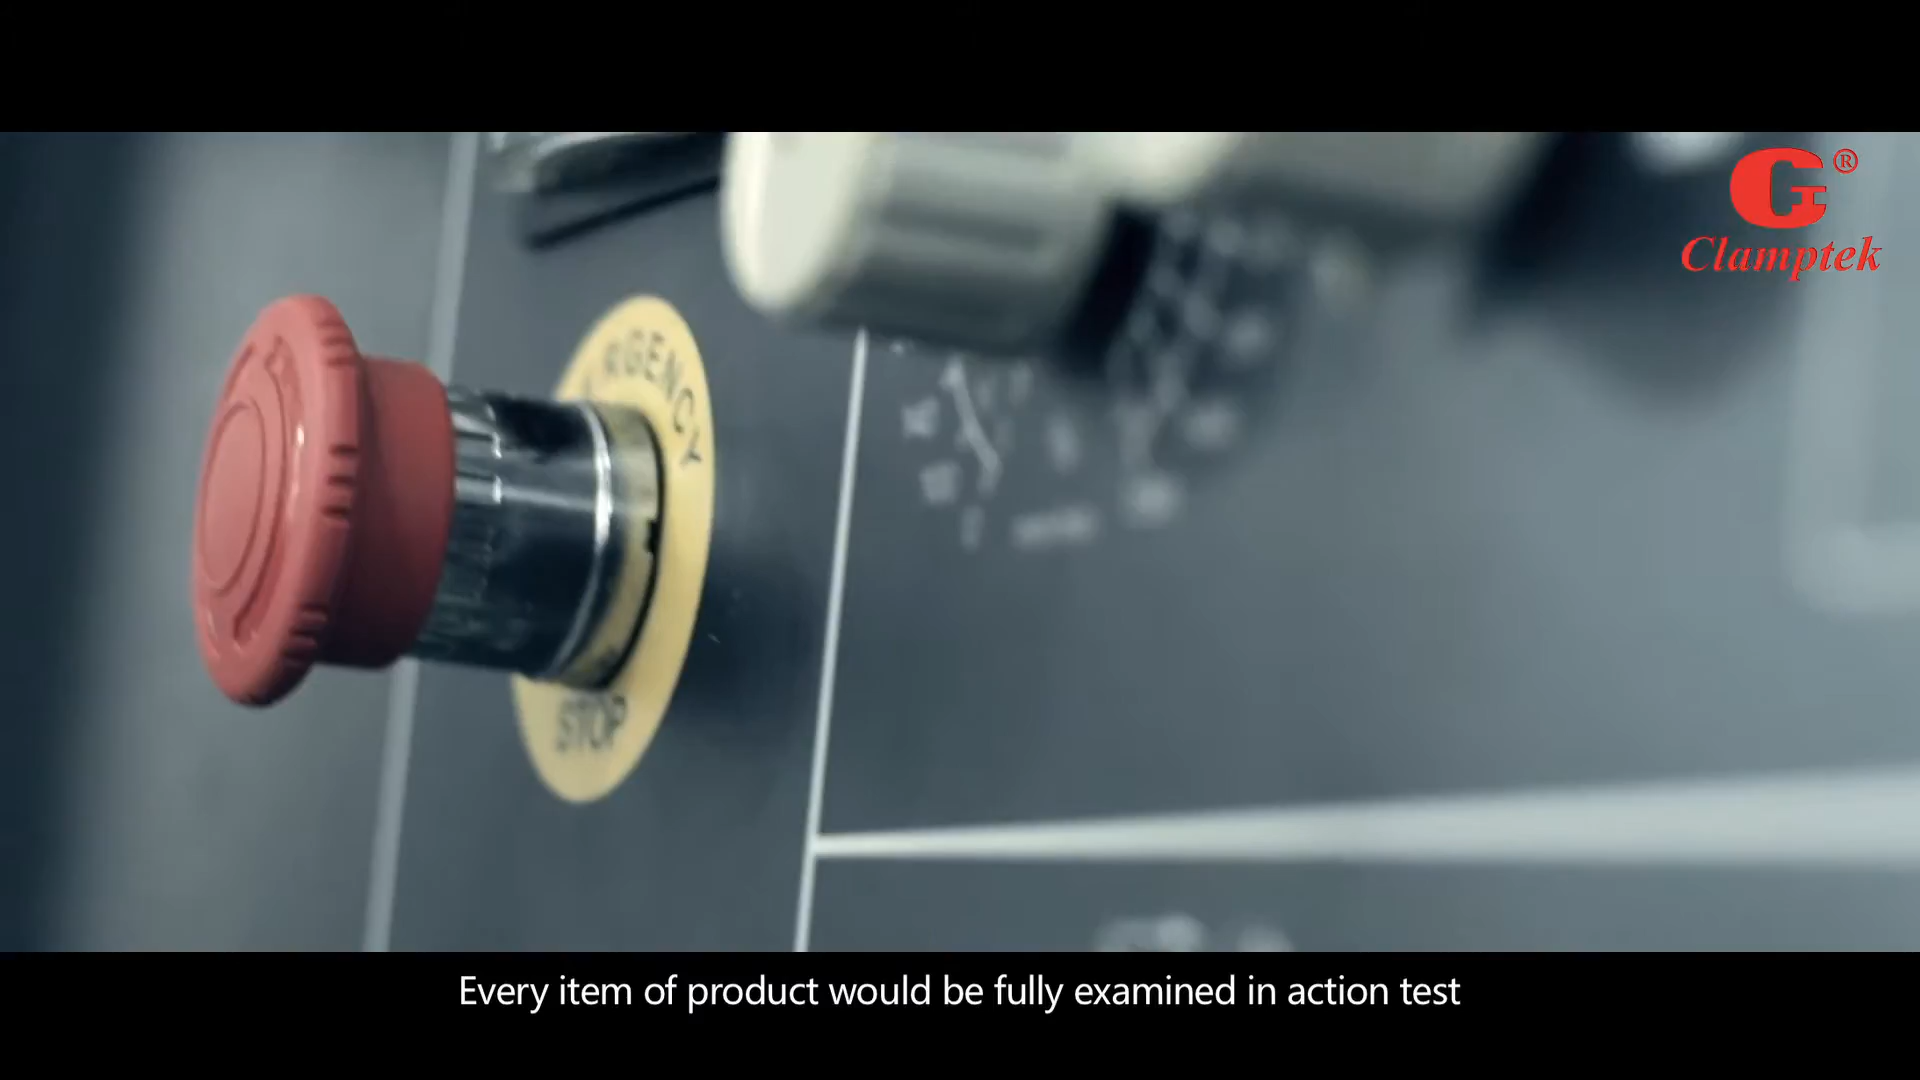 G®
Clamptek
RGENCY
STOP
Every item of product would be fully examined in action test